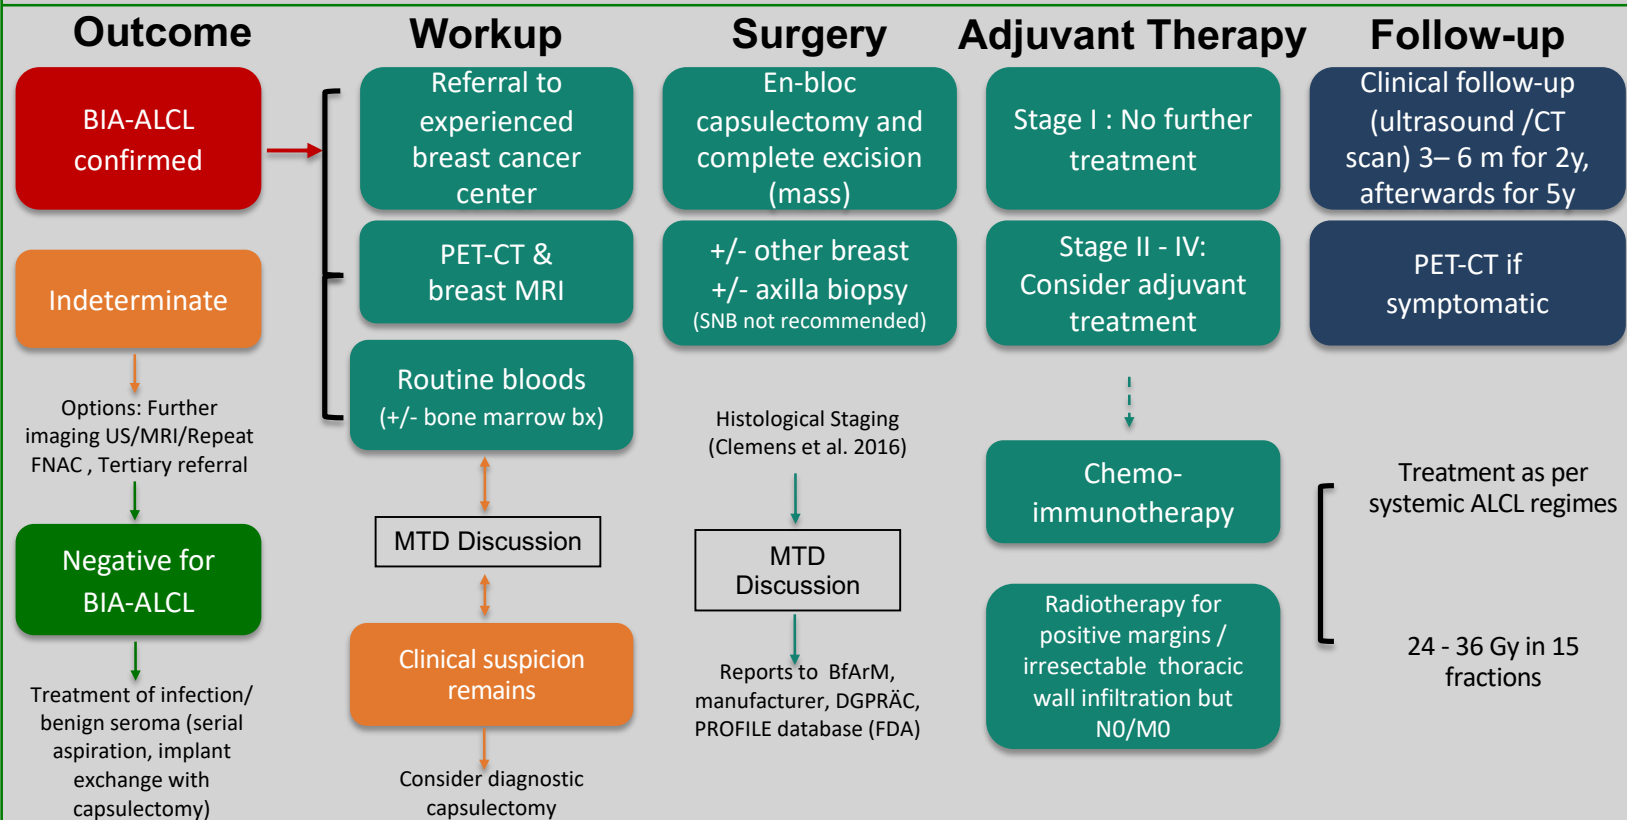 Outcome
Workup
Surgery
Adjuvant Therapy
Follow-up
BIA-ALCL
confirmed
Indeterminate
Options: Further
imaging US/MRI/Repeat
FNAC , Tertiary referral
Negative for
BIA-ALCL
Treatment of infection/
benign seroma (serial
aspiration, implant
exchange with
capsulectomy)
Referral to
experienced
breast cancer
center
PET-CT &
breast MRI
Routine bloods
(+/- bone marrow bx)
MTD Discussion
Clinical suspicion
remains
Consider diagnostic
capsulectomy
En-bloc
capsulectomy and
complete excision
(mass)
+/- other breast
+/- axilla biopsy
(SNB not recommended)
Histological Staging
(Clemens et al. 2016)
MTD
Discussion
Reports to BfArM,
manufacturer, DGPRÄC,
PROFILE database (FDA)
Stage I : No further
treatment
Stage II - IV:
Consider adjuvant
treatment
Chemo-
immunotherapy
Radiotherapy for
positive margins /
irresectable thoracic
wall infiltration but
N0/M0
Clinical follow-up
(ultrasound /CT
scan) 3– 6 m for 2y,
afterwards for 5y
PET-CT if
symptomatic
Treatment as per
systemic ALCL regimes
24 - 36 Gy in 15
fractions